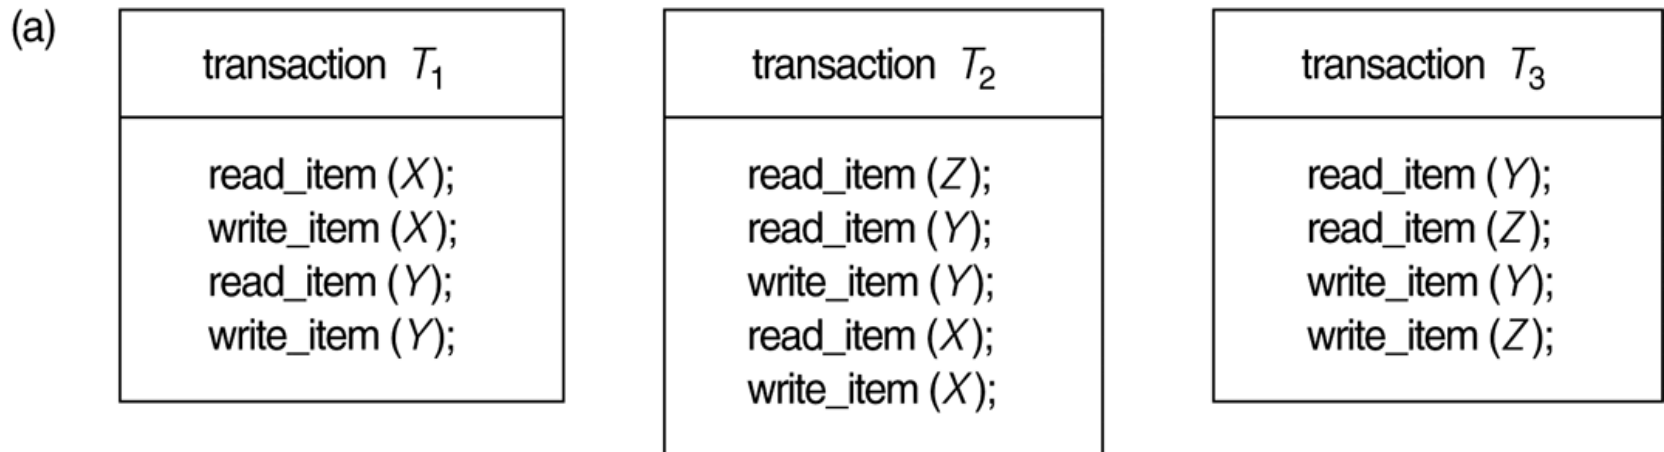 (a)
transaction T1
read_item (X);
write_item (X);
read_item (Y);
write_item (Y);
transaction T2
read_item (Z);
read_item (Y);
write_item (Y);
read_item (X);
write_item (X);
transaction T3
read_item (Y);
read_item (Z);
write_item (Y);
write_item (Z);